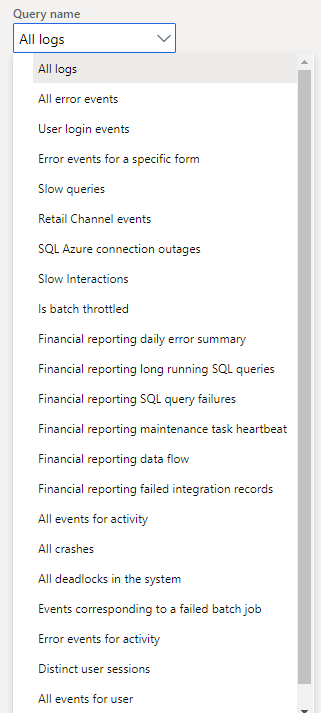 Query name
All logs
All logs
All error events
User login events
Error events for a specific form
Slow queries
Retail Channel events
SQL Azure connection outages
Slow Interactions
Is batch throttled
Financial reporting daily error summary
Financial reporting long running SQL queries
Financial reporting SQL query failures
Financial reporting maintenance task heartbeat
Financial reporting data flow
Financial reporting failed integration records
All events for activity
All crashes
All deadlocks in the system
Events corresponding to a failed batch job
Error events for activity
Distinct user sessions
All events for user